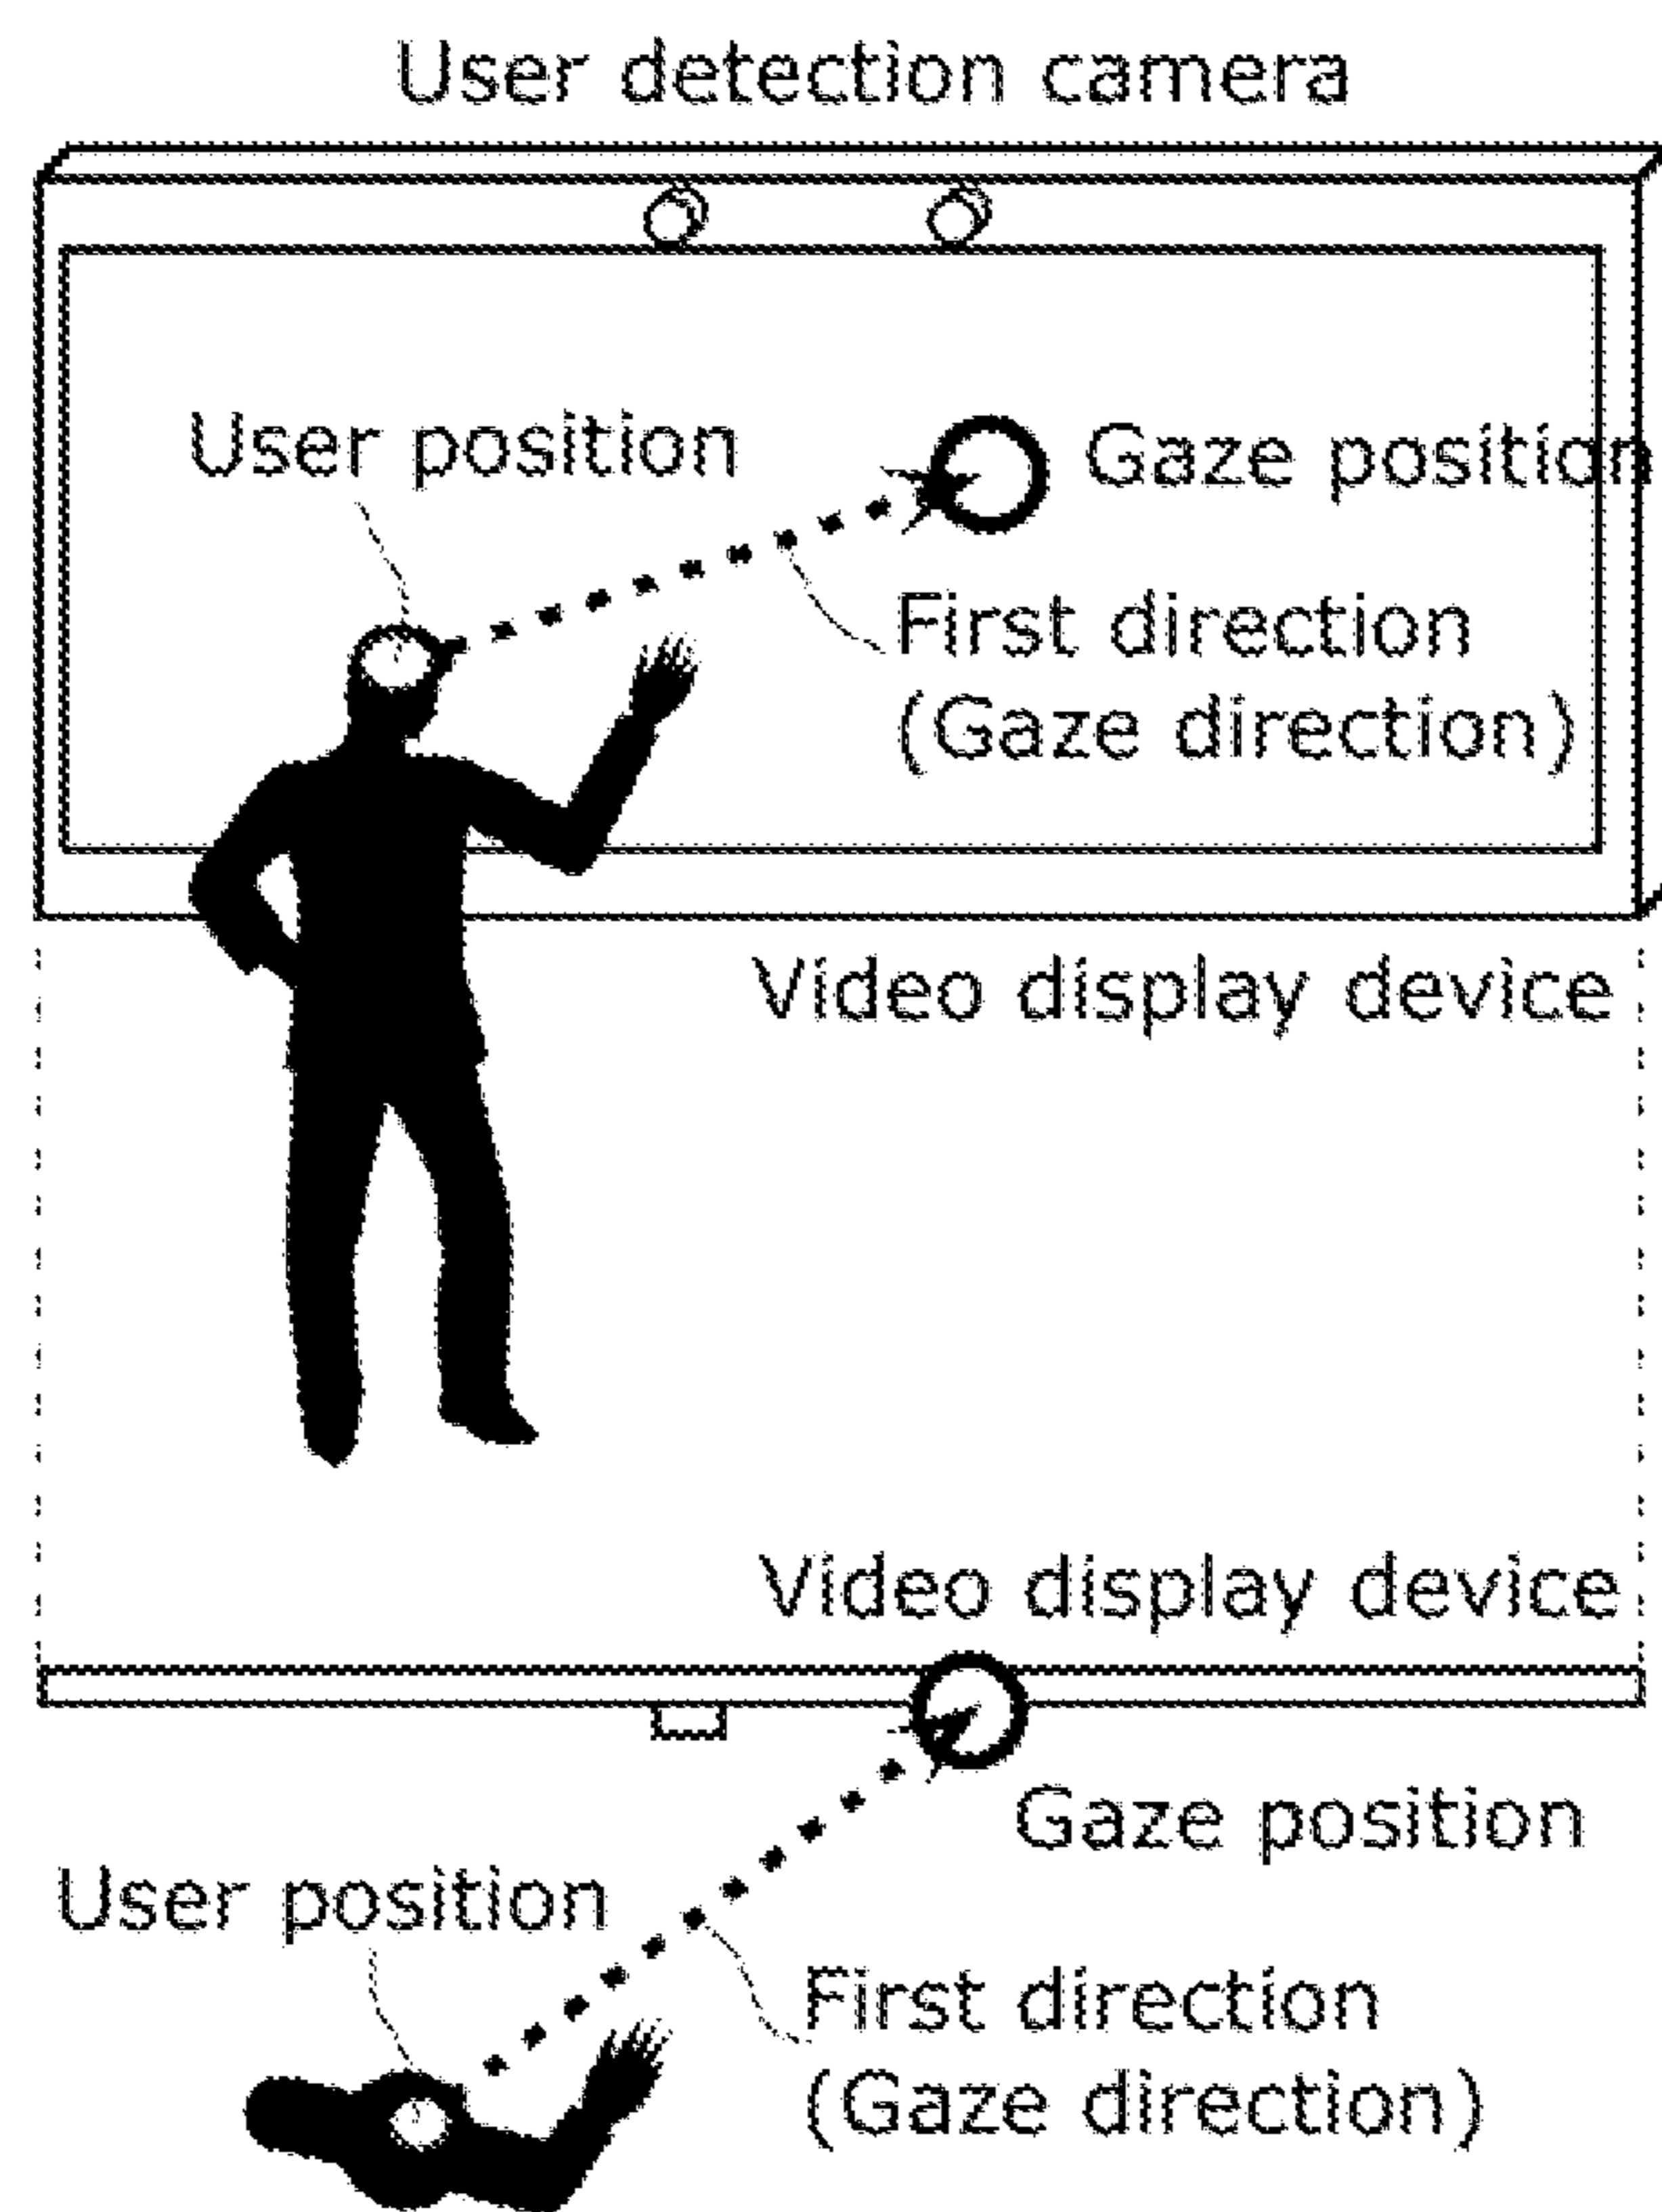 User detection camera
User position
Gaze position
First direction
(Gaze direction)
Video display device
Video display device
Gaze position
User position
First direction
(Gaze direction)